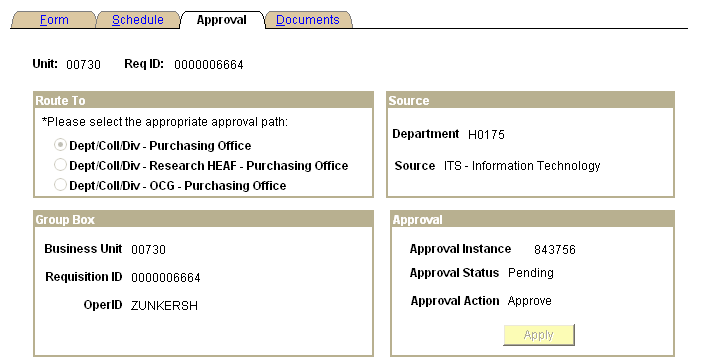 Form Schedule Approval Documents
Unit: 00730 Req ID: 0000006664
Route To
*Please select the appropriate approval path:
Dept/Coll/Div - Purchasing Office
Dept/Coll/Div - Research HEAF - Purchasing Office
Dept/Coll/Div - OCG - Purchasing Office
Source
Department H0175
Source ITS - Information Technology
Group Box
Business Unit 00730
Requisition ID 0000006664
OperID ZUNKERSH
Approval
Approval Instance 843756
Approval Status Pending
Approval Action Approve
Apply